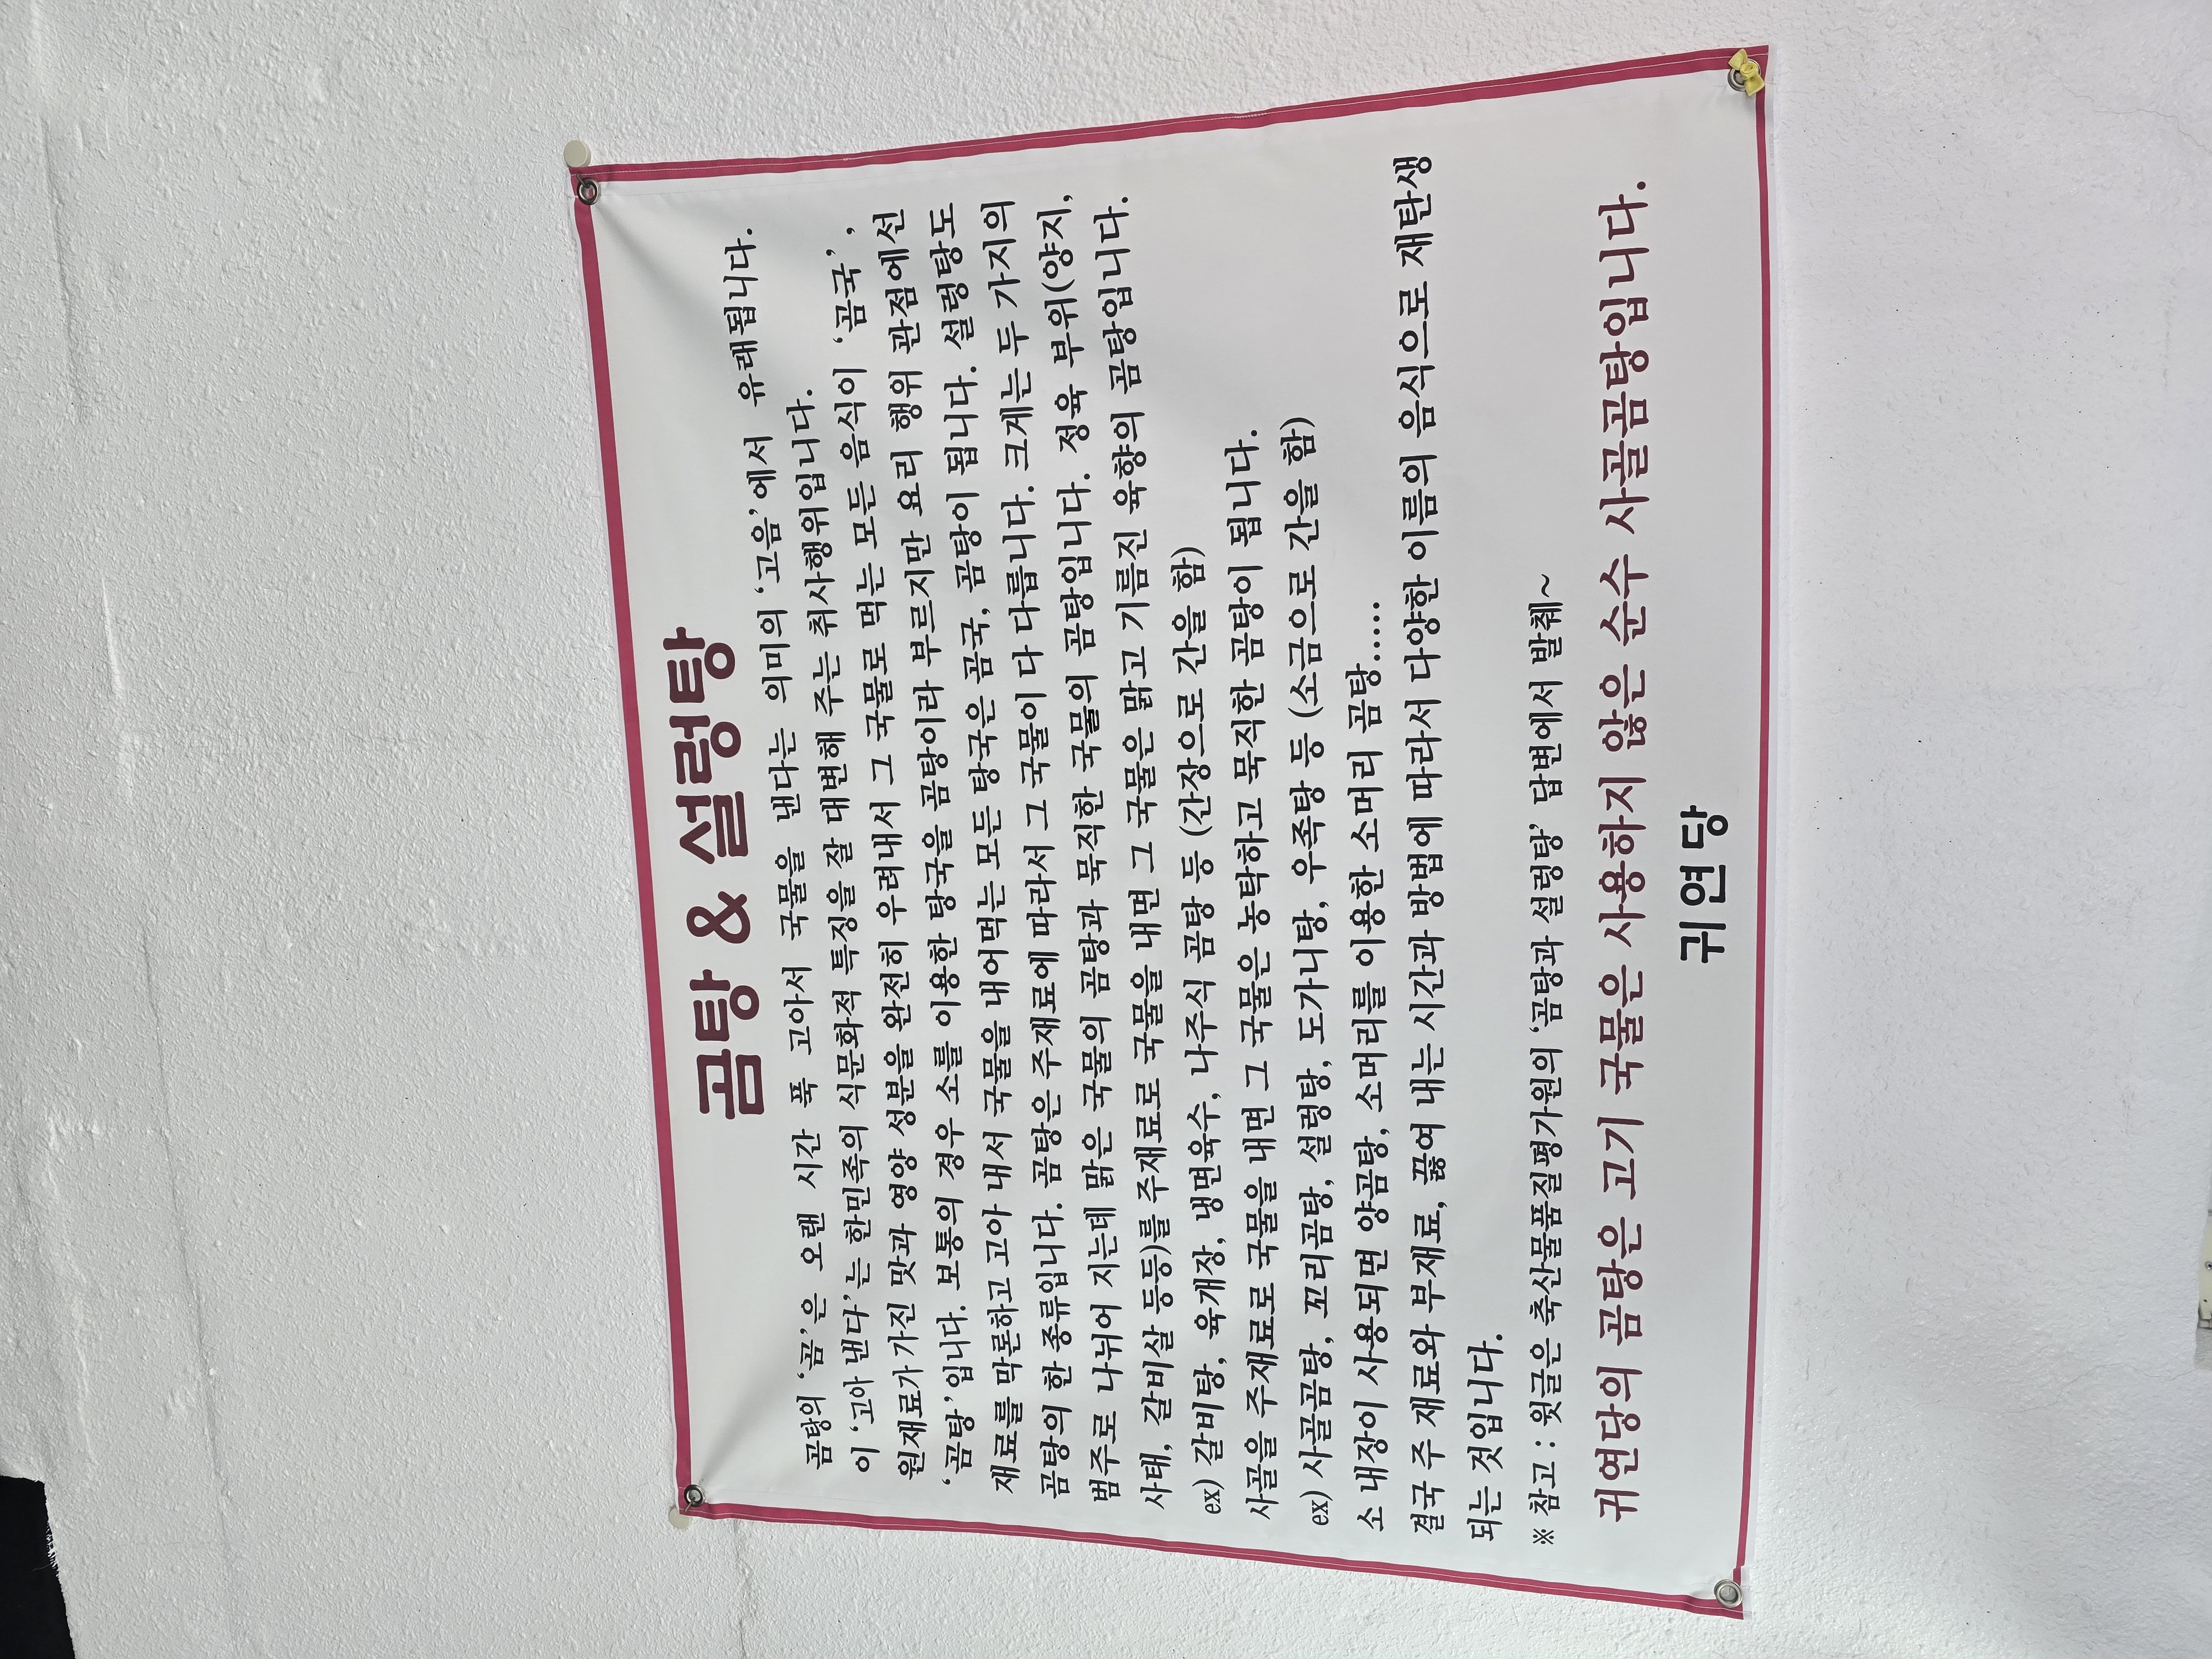 곰탕 & 설렁탕
곰탕의 ‘곰’은 오랜 시간 푹 고아서 국물을 낸다는 의미의 ‘고음’에서 유래됩니다.
이 ‘고아 낸다’는 한민족의 식문화적 특징을 잘 대변해 주는 취사행위입니다.
원재료가 가진 맛과 영양 성분을 완전히 우려내서 그 국물로 먹는 모든 음식이 ‘곰국’,
‘곰탕’입니다. 보통의 경우 소를 이용한 탕국을 곰탕이라 부르지만 요리 행위 관점에선
재료를 막론하고 고아 내서 국물을 내어먹는 모든 탕국은 곰국, 곰탕이 됩니다. 설렁탕도
곰탕의 한 종류입니다. 곰탕은 주재료에 따라서 그 국물이 다 다릅니다. 크게는 두 가지의
범주로 나뉘어 지는데 맑은 국물의 곰탕과 묵직한 국물의 곰탕입니다. 정육 부위(양지,
사태, 갈비살 등등)를 주재료로 국물을 내면 그 국물은 맑고 기름진 육향의 곰탕입니다.
ex) 갈비탕, 육개장, 냉면육수, 나주식 곰탕 등 (간장으로 간을 함)
사골을 주재료로 국물을 내면 그 국물은 농탁하고 묵직한 곰탕이 됩니다.
ex) 사골곰탕, 꼬리곰탕, 설렁탕, 도가니탕, 우족탕 등 (소금으로 간을 함)
소 내장이 사용되면 양곰탕, 소머리를 이용한 소머리 곰탕.....
결국 주 재료와 부재료, 끓여 내는 시간과 방법에 따라서 다양한 이름의 음식으로 재탄생
되는 것입니다.
※ 참고 : 윗글은 축산물품질평가원의 ‘곰탕과 설렁탕’ 답변에서 발췌~
귀연당의 곰탕은 고기 국물은 사용하지 않은 순수 사골곰탕입니다.
귀연당